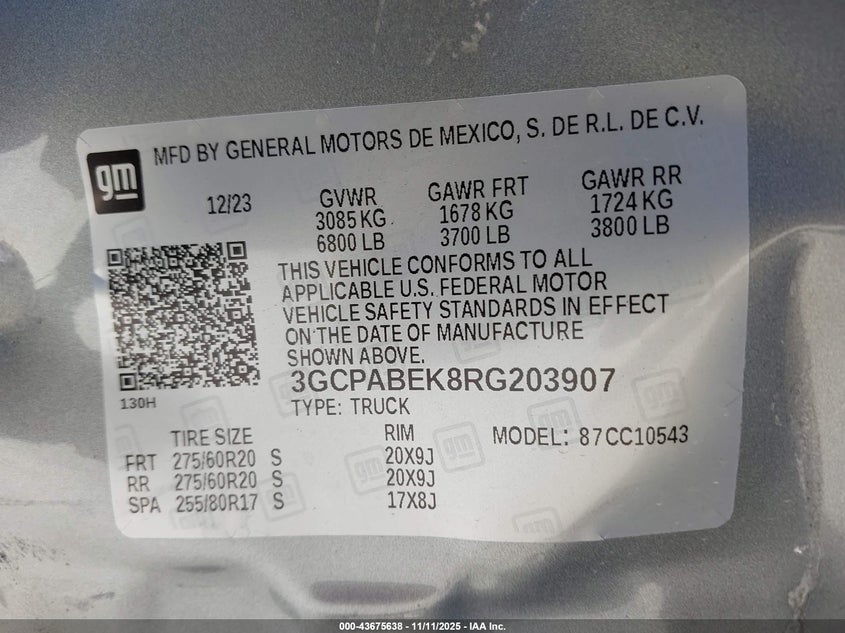 gm
MFD BY GENERAL MOTORS DE MEXICO, S. DE R.L. DE C.V.
12/23 GVWR GAWR FRT GAWR RR
3085 KG 1678 KG 1724 KG
6800 LB 3700 LB 3800 LB
THIS VEHICLE CONFORMS TO ALL
APPLICABLE U.S. FEDERAL MOTOR
VEHICLE SAFETY STANDARDS IN EFFECT
ON THE DATE OF MANUFACTURE
SHOWN ABOVE.
3GCPABEK8RG203907
130H
TYPE: TRUCK
TIRE SIZE RIM MODEL: 87CC10543
FRT 275/60R20 S 20X9J
RR 275/60R20 S 20X9J
SPA 255/80R17 S 17X8J
000-43675638 - 11/11/2025 - IAA Inc.